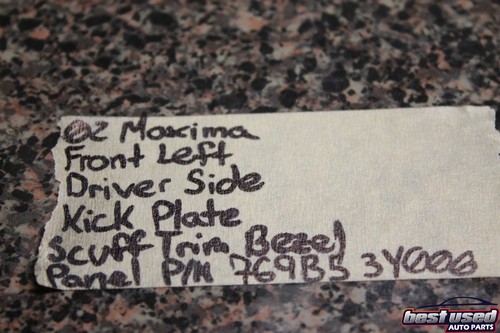 02 Maxima
Front Left
Driver Side
Kick Plate
Scuff Trim Bezel
Panel P/N 769B5 3Y000
best used
AUTO PARTS